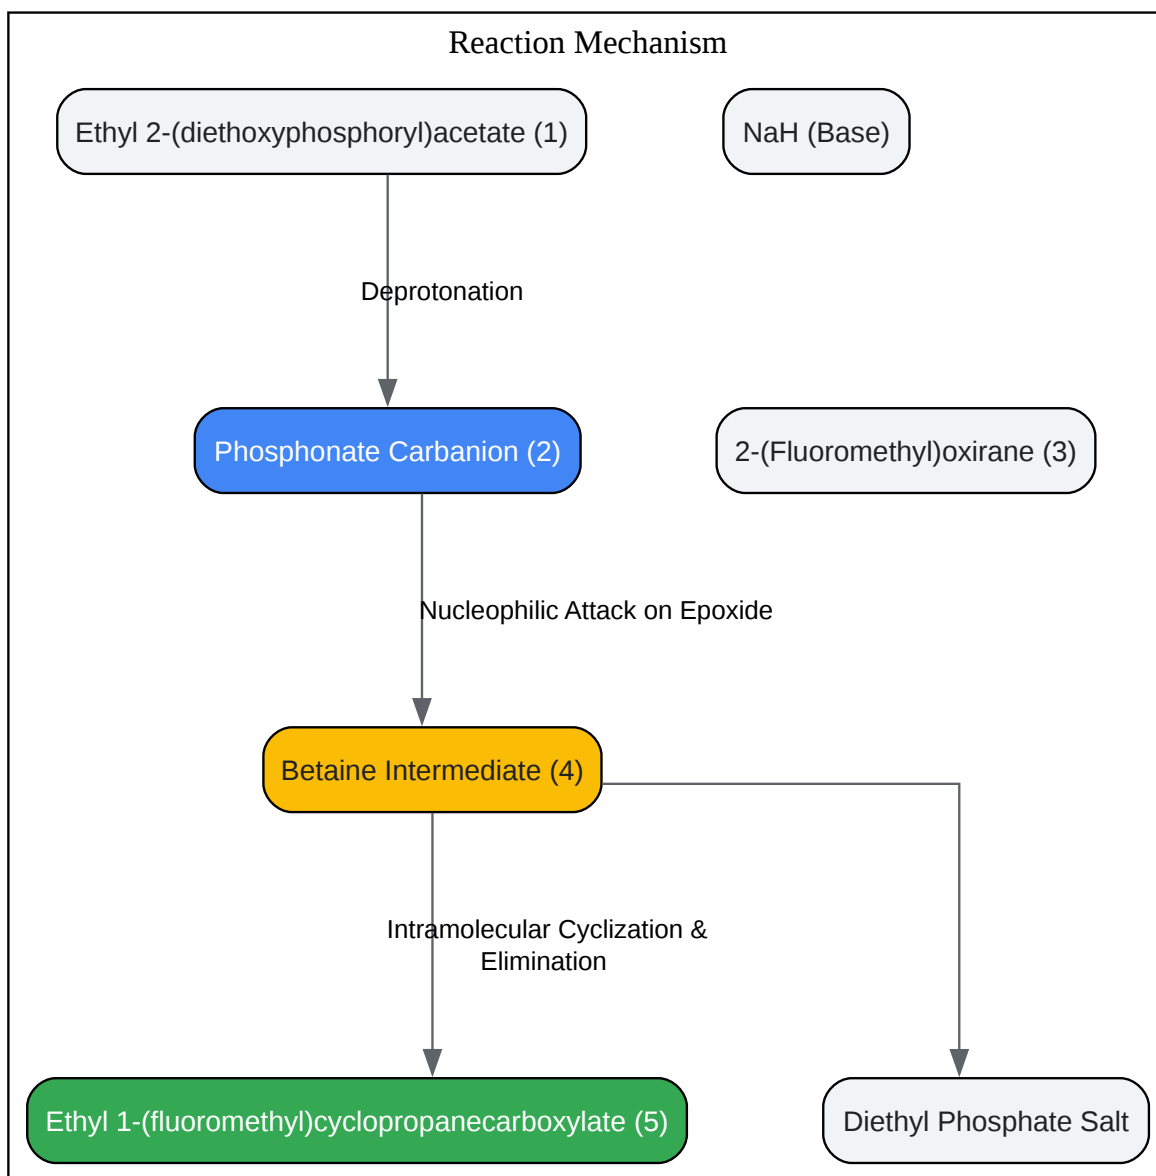 Reaction Mechanism
Ethyl 2-(diethoxyphosphoryl)acetate (1)
NaH (Base)
Deprotonation
Phosphonate Carbanion (2)
2-(Fluoromethyl)oxirane (3)
Nucleophilic Attack on Epoxide
Betaine Intermediate (4)
Intramolecular Cyclization &
Elimination
Ethyl 1-(fluoromethyl)cyclopropanecarboxylate (5)
Diethyl Phosphate Salt